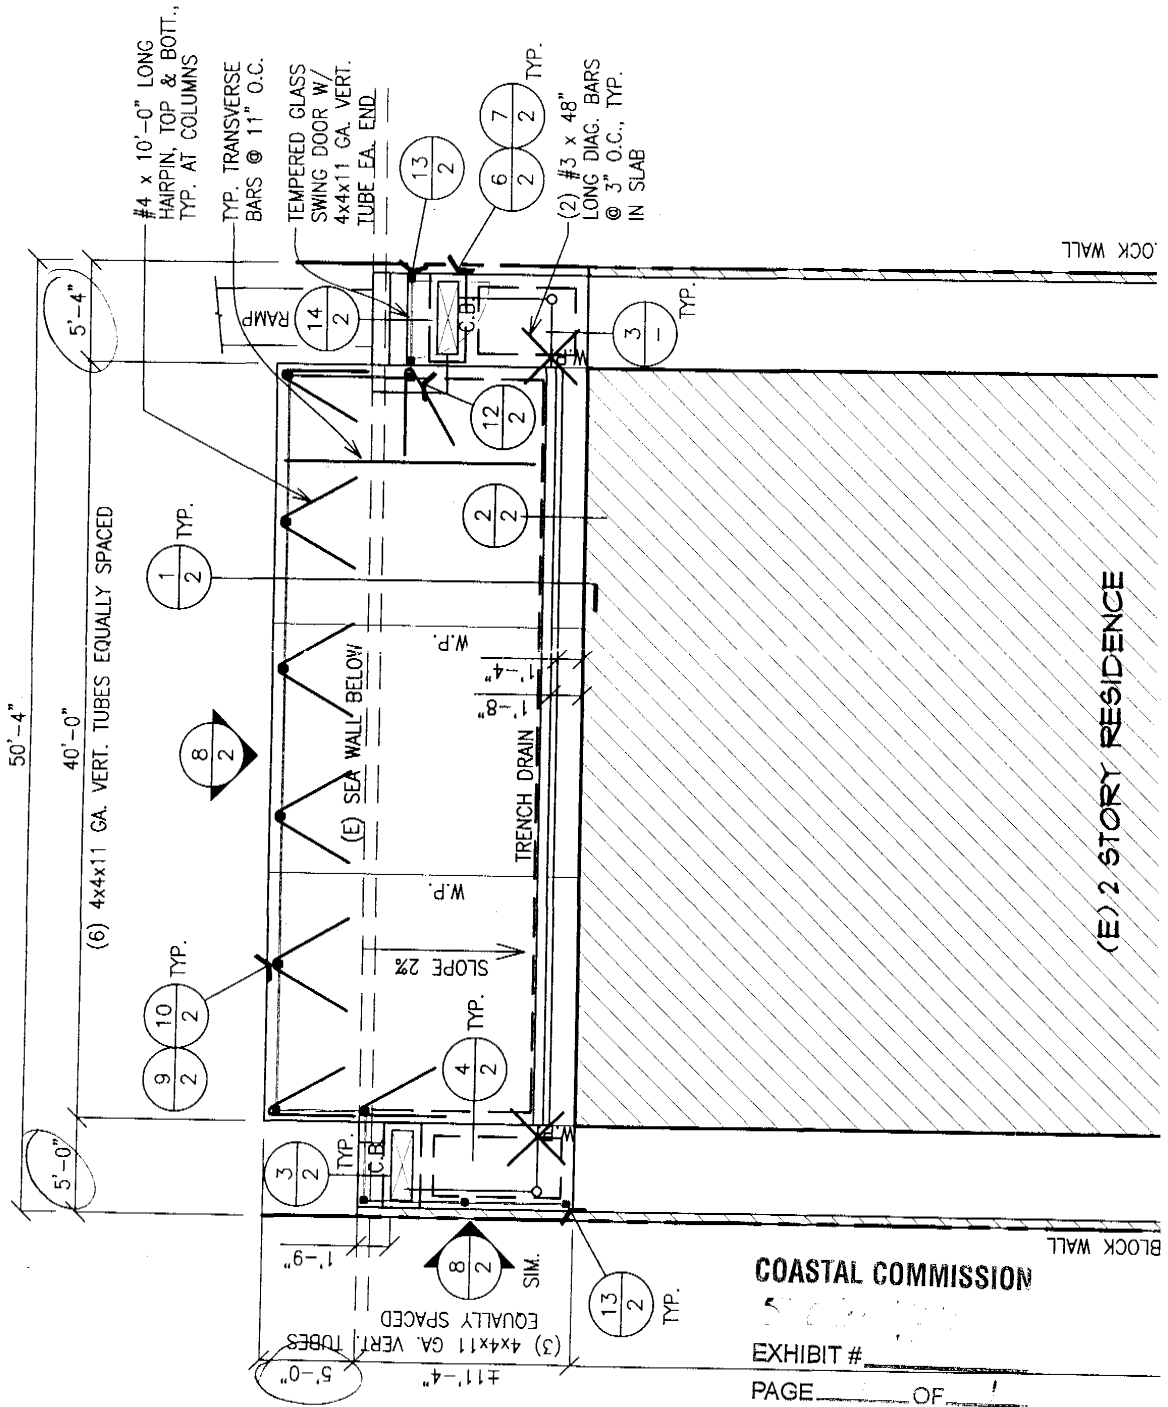 #4 x 10'-0" LONG
HAIRPIN, TOP & BOTT.,
TYP. AT COLUMNS
TYP. TRANSVERSE
BARS @ 11" O.C.
TEMPERED GLASS
SWING DOOR W/
4x4x11 GA. VERT.
TUBE EA. END
13
2
6
2
7
2
TYP.
(2) #3 x 48"
LONG DIAG. BARS
@ 3" O.C., TYP.
IN SLAB
50'-4"
5'-4"
40'-0"
5'-0"
(6) 4x4x11 GA. VERT. TUBES EQUALLY SPACED
RAMP
14
2
C.B.
3
TYP.
12
2
2
2
1
2
TYP.
W.P.
1'-4"
1'-8"
8
2
(E) SEA WALL BELOW
TRENCH DRAIN
W.P.
SLOPE 2%
9
2
10
2
TYP.
4
2
TYP.
3
2
TYP.
C.B.
1'-9"
8
2
SIM.
13
2
TYP.
(3) 4x4x11 GA. VERT. TUBES
EQUALLY SPACED
5'-0"
±11'-4"
OCK WALL
BLOCK WALL
(E) 2 STORY RESIDENCE
COASTAL COMMISSION
EXHIBIT #
PAGE OF 1